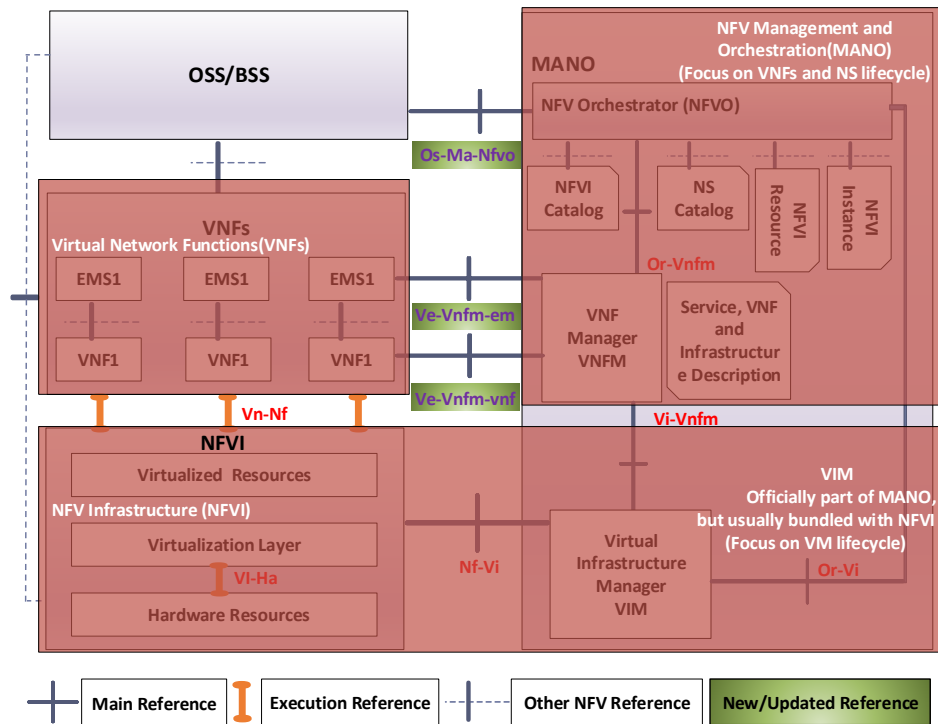 OSS/BSS
NFV Management and
Orchestration(MANO)
(Focus on VNFs and NS lifecycle)
MANO
NFV Orchestrator (NFVO)
Os-Ma-Nfvo
NFVI
Catalog
NS
Catalog
NFVI
Resource
NFVI
Instance
VNFs
Virtual Network Functions(VNFs)
EMS1
EMS1
EMS1
VNF1
VNF1
VNF1
Ve-Vnfm-em
Ve-Vnfm-vnf
Or-Vnfm
VNF
Manager
VNFM
Service, VNF
and
Infrastructur
e Description
Vn-Nf
Vi-Vnfm
NFVI
Virtualized Resources
NFV Infrastructure (NFVI)
Virtualization Layer
VI-Ha
Hardware Resources
Nf-Vi
Virtual
Infrastructure
Manager
VIM
VIM
Officially part of MANO,
but usually bundled with NFVI
(Focus on VM lifecycle)
Or-Vi
Main Reference
Execution Reference
Other NFV Reference
New/Updated Reference